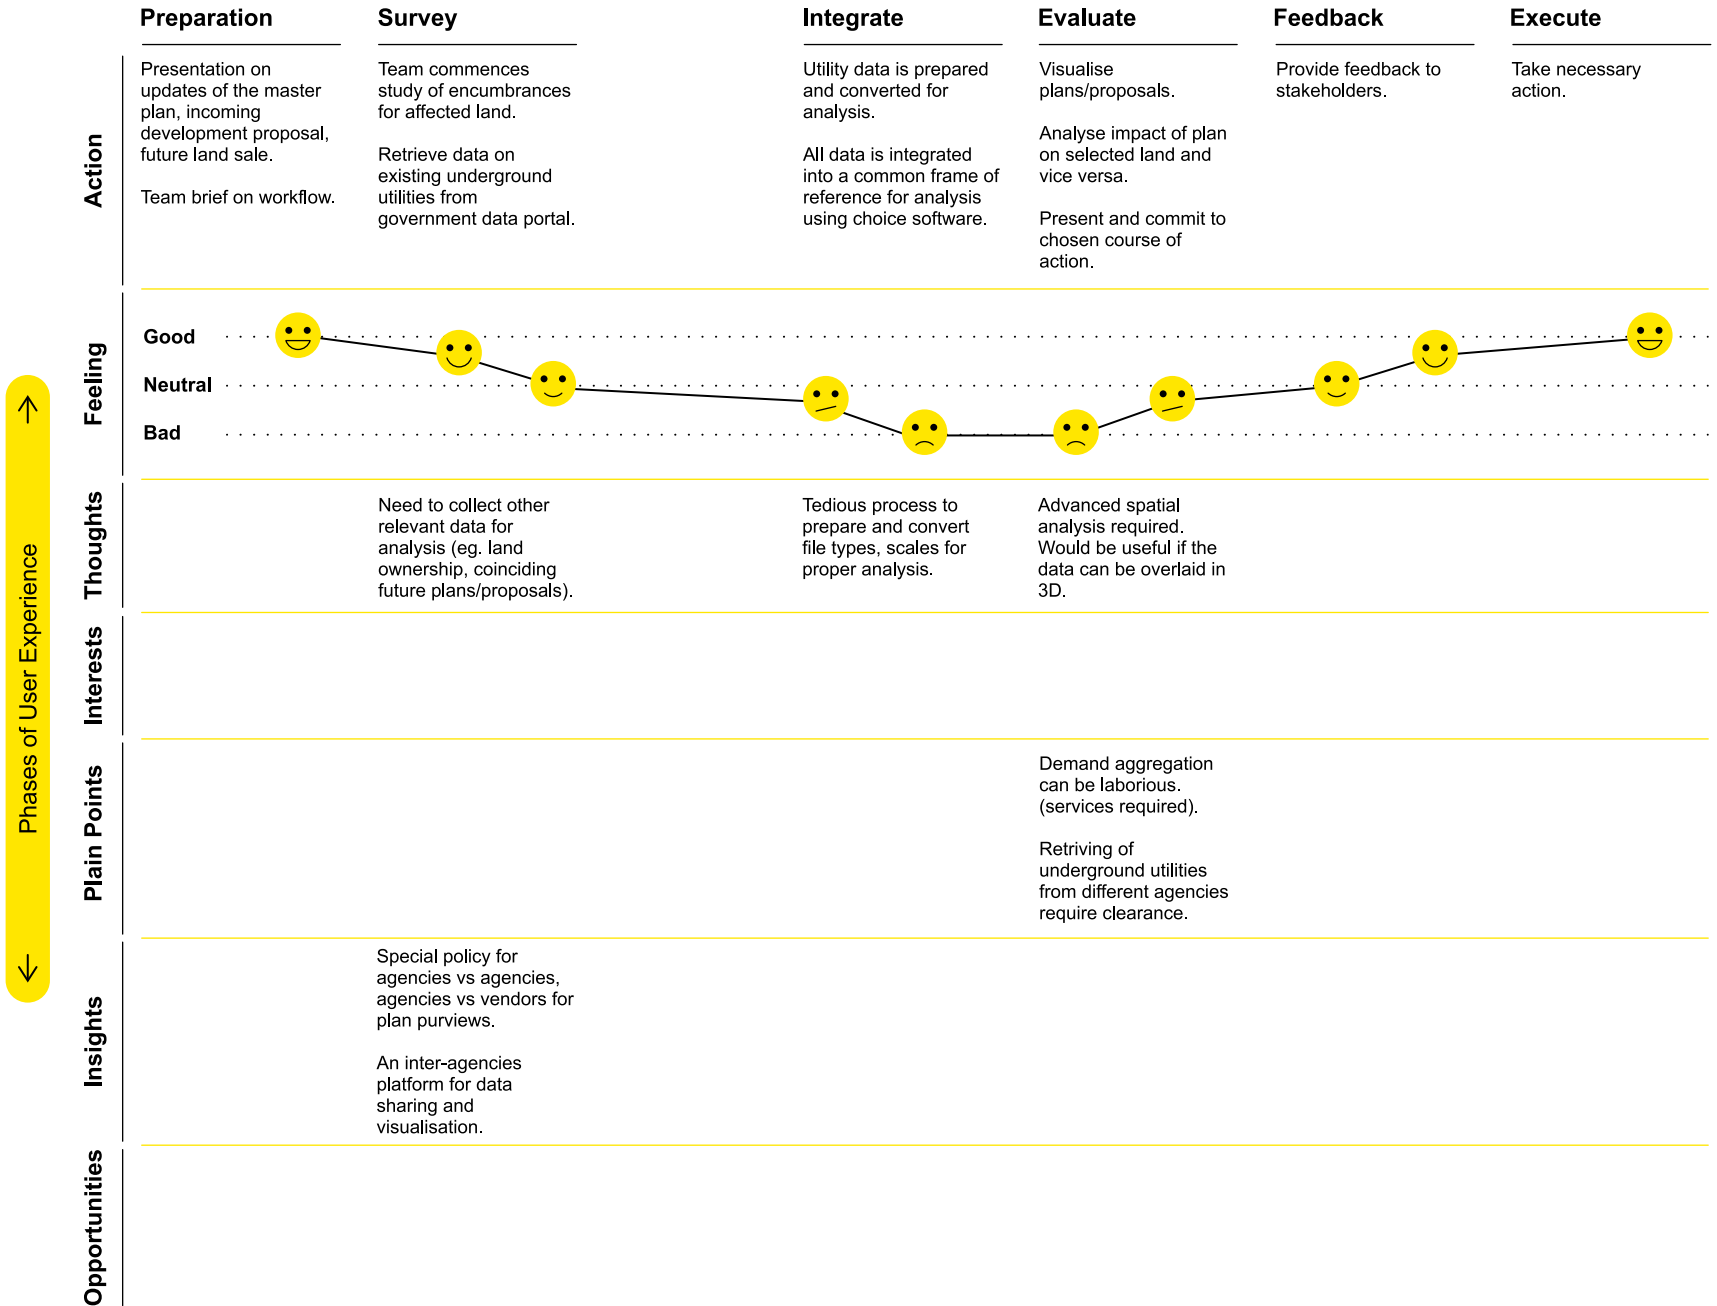 Preparation
Survey
Integrate
Evaluate
Feedback
Execute
Phases of User Experience
Action
Presentation on
updates of the master
plan, incoming
development proposal,
future land sale.
Team brief on workflow.
Team commences
study of encumbrances
for affected land.
Retrieve data on
existing underground
utilities from
government data portal.
Utility data is prepared
and converted for
analysis.
All data is integrated
into a common frame of
reference for analysis
using choice software.
Visualise
plans/proposals.
Analyse impact of plan
on selected land and
vice versa.
Present and commit to
chosen course of
action.
Provide feedback to
stakeholders.
Take necessary
action.
Feeling
Good
Neutral
Bad
Thoughts
Need to collect other
relevant data for
analysis (eg. land
ownership, coinciding
future plans/proposals).
Tedious process to
prepare and convert
file types, scales for
proper analysis.
Advanced spatial
analysis required.
Would be useful if the
data can be overlaid in
3D.
Interests
Plain Points
Demand aggregation
can be laborious.
(services required).
Retriving of
underground utilities
from different agencies
require clearance.
Insights
Special policy for
agencies vs agencies,
agencies vs vendors for
plan purviews.
An inter-agencies
platform for data
sharing and
visualisation.
Opportunities